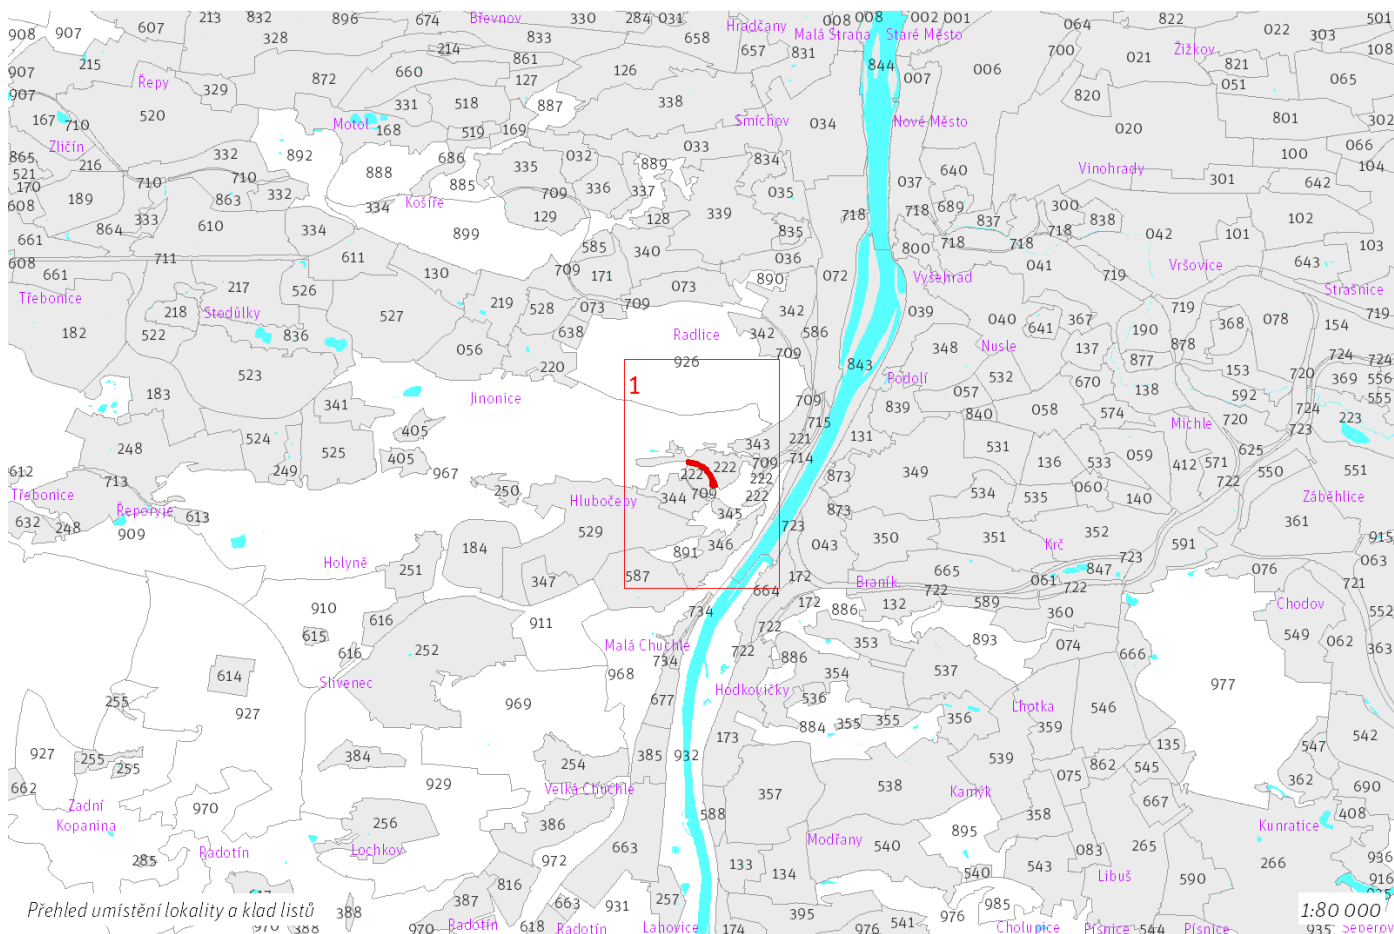 213 832 896 674 Břevnov 330 284 031 Hradčany 008 008 002 001 064 822 022 501
908 907 607 328 833 658 657 831 Malá Strana Staré Město 700 021 Žižkov 303 108
907 215 Řepy 872 214 861 660 127 126 844 007 006 821 051 065
907 329 331 518 887 338 820 801 302
167 710 520 Motol 168 519 169 Smíchov 034 Nové Město 020
Zličín 033 066
865 216 332 892 686 335 032 889 834 Vinohrady 100 104
521 170 710 710 888 885 709 336 337 035 037 640 301 642
608 189 863 332 334 Košíře 129 128 339 718 718 689 837 300 838 102
333 610 334 899 835 718 718 718 042 101
661 864 585 340 800 103
608 711 611 709 171 036 072 041 719 Vršovice 643
661 130 890 Vyšehrad Strašnice
Třebonice 217 526 219 528 073 709 073 719 719
218 Stodůlky 527 342 039 040 367 190 368 078 154
182 522 836 638 Radlice 342 586 641 878
056 709 348 Nusle 137 877 724 724
220 926 843 Podolí 153 720 369 556
523 1 532 670 138 592 555
183 341 Jinonice 709 839 057 058 574 724 223
405 715 840 Michle 720 723
248 524 525 343 221 131 531 625
405 709 714 136 533 059 412 571
612 249 967 222 222 222 873 349 722 550 551
Třebonice 713 250 344 709 222 534 535 060 140 Záběhlice
632 248 Řeporyje 613 Hlubočepy 345 873
909 529 723 350 351 352 361
184 891 346 043 Krč 723 591 915
Holyně 251 347 587 172 665 847 063
664 Braník 061 076 721
722 722
910 616 911 734 172 886 132 589 360 Chodov 552
615 722 893 549 062
616 252 Malá Chuchle 722 353 074 363
734 886 666
614 Slivenec 968 354 537 977
255 927 969 677 Hodkovičky 536 546
884 355 355 356 Lhotka
927 173 359 135 542
255 384 385 932 539 547
255 254 075 862 545
662 929 Velká Chuchle 357 538 362 690
Zadní 970 588 Kamýk 667
Kopanina 256 386 358 408
Lochkov Modřany 895 Kunratice
Radotín 663 540 083 265
285 972 133 543 266 936
134 540 Libuš 916
816 590
387 663 931 257 985
Přehled umístění lokality a klad listů 388 395 976 1:80 000
970 388 970 Radotín 618 Radotín Lahovice 174 976 541 Cholupice Písnice 544 Písnice 935 Šeberov